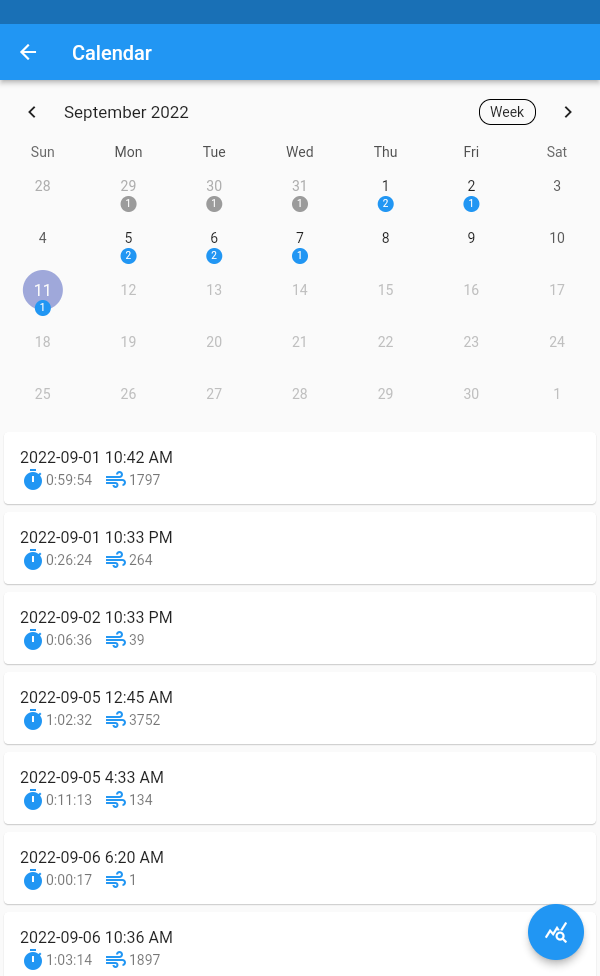 Calendar
September 2022 Week
Sun Mon Tue Wed Thu Fri Sat
28 29 30 31 1 2 3
1 1 1 2 1
4 5 6 7 8 9 10
2 2 1
11 12 13 14 15 16 17
1
18 19 20 21 22 23 24
25 26 27 28 29 30 1
2022-09-01 10:42 AM
0:59:54 1797
2022-09-01 10:33 PM
0:26:24 264
2022-09-02 10:33 PM
0:06:36 39
2022-09-05 12:45 AM
1:02:32 3752
2022-09-05 4:33 AM
0:11:13 134
2022-09-06 6:20 AM
0:00:17 1
2022-09-06 10:36 AM
1:03:14 1897